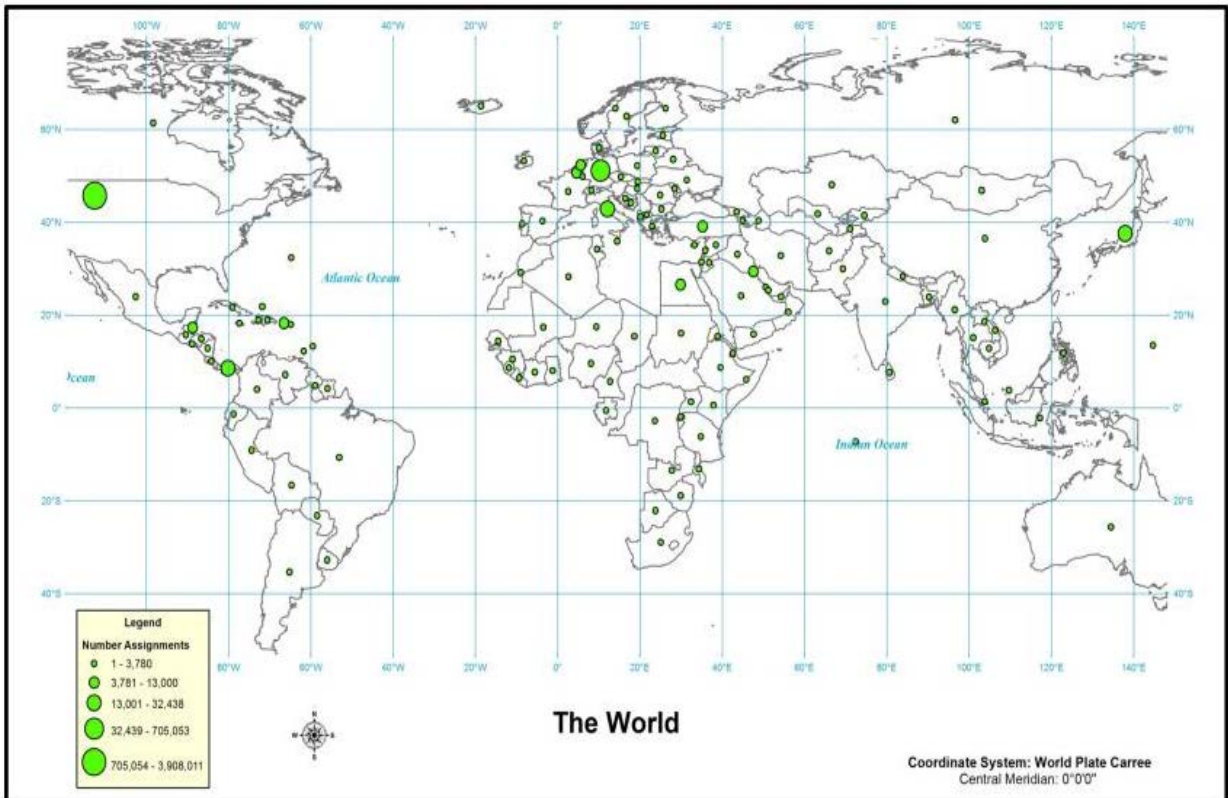 100°W 80°W 60°W 40°W 20°W 0° 20°E 40°E 60°E 80°E 100°E 120°E 140°E
60°N 60°N
40°N 40°N
Atlantic Ocean
20°N 20°N
Ocean
0° 0°
Indian Ocean
20°S 20°S
40°S 40°S
80°W 60°W 40°W 20°W 0° 20°E 40°E 60°E 80°E 100°E 120°E 140°E
Legend
Number Assignments
1 - 3,780
3,781 - 13,000
13,001 - 32,438
32,439 - 705,053
705,054 - 3,908,011
N
W
S
The World
Coordinate System: World Plate Carree
Central Meridian: 0°0'0"